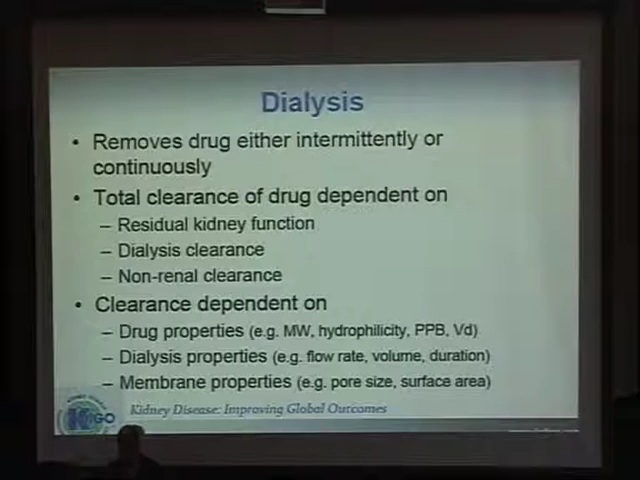 Dialysis
• Removes drug either intermittently or
continuously
• Total clearance of drug dependent on
– Residual kidney function
– Dialysis clearance
– Non-renal clearance
• Clearance dependent on
– Drug properties (e.g. MW, hydrophilicity, PPB, Vd)
– Dialysis properties (e.g. flow rate, volume, duration)
– Membrane properties (e.g. pore size, surface area)
Kidney Disease: Improving Global Outcomes